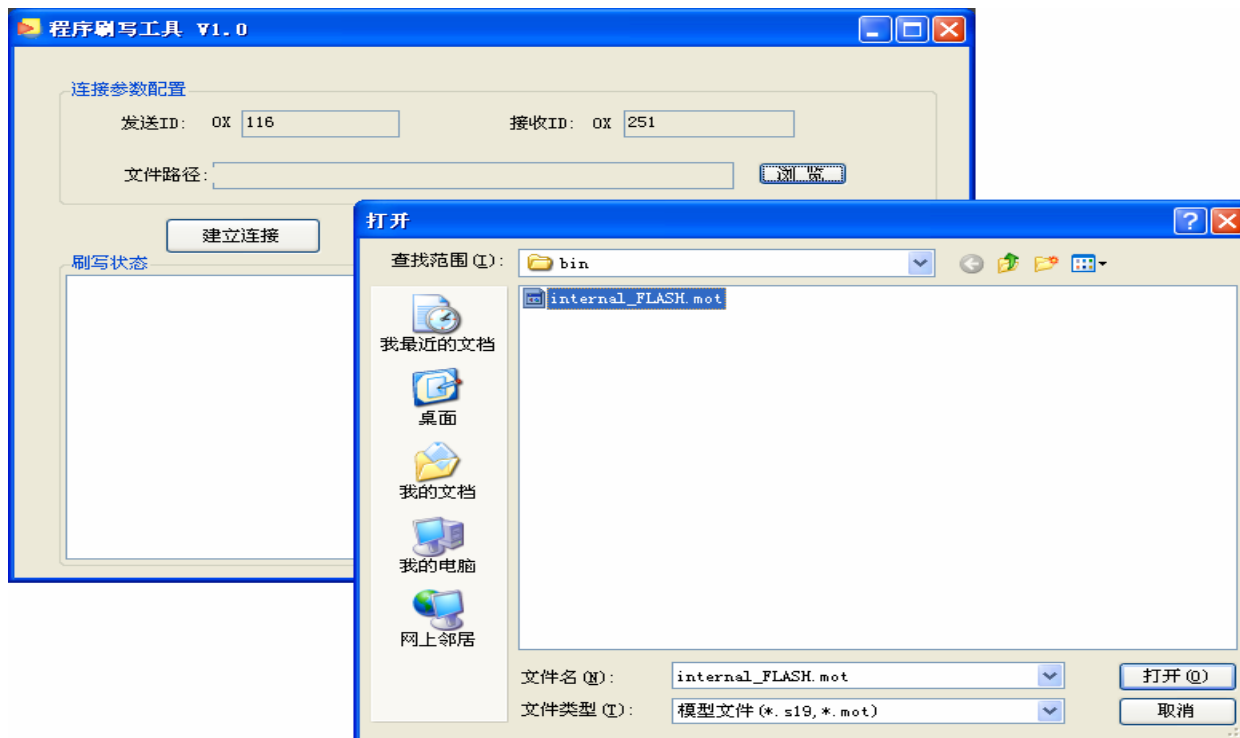 程序刷写工具 V1.0
连接参数配置
发送ID: OX 116 接收ID: OX 251
文件路径: 浏 览
建立连接
刷写状态
打开
查找范围(I): bin
internal_FLASH.mot
我最近的文档
桌面
我的文档
我的电脑
网上邻居
文件名(N): internal_FLASH.mot 打开(O)
文件类型(T): 模型文件(*.s19,*.mot) 取消